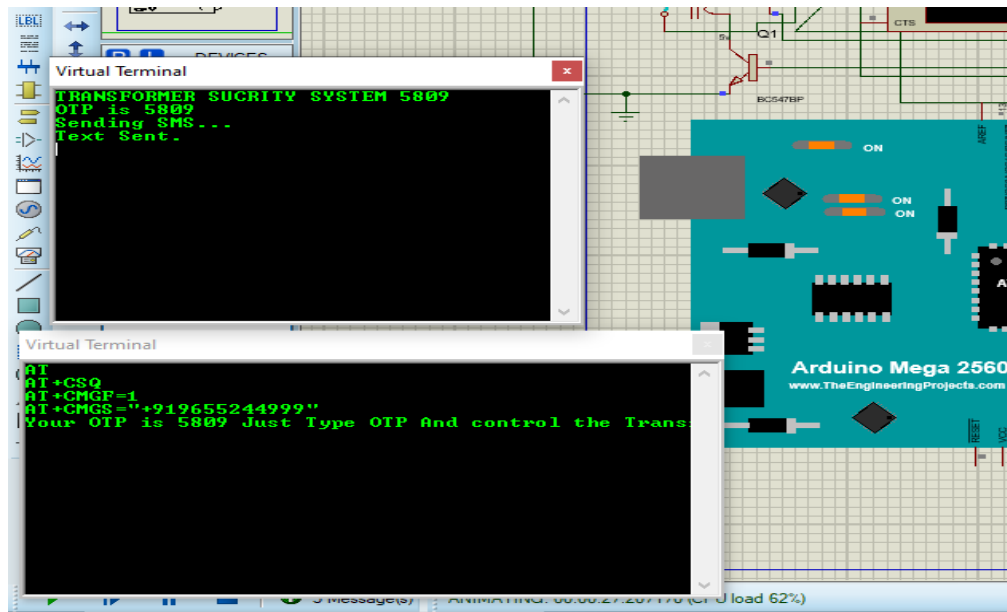 LBL
P L DEVICES
Virtual Terminal
x
TRANSFORMER SUCRITY SYSTEM 5809
OTP is 5809
Sending SMS...
Text Sent.
Virtual Terminal
x
AT
AT+CSQ
AT+CMGF=1
AT+CMGS="+919655244999"
Your OTP is 5809 Just Type OTP And control the Trans
Q1
BC547BP
CTS
AREF
ON
ON
ON
Arduino Mega 2560
www.TheEngineeringProjects.com
RESET
VCC
Message(s)
ANIMATING: 00:00:27.207170 (CPU load 62%)